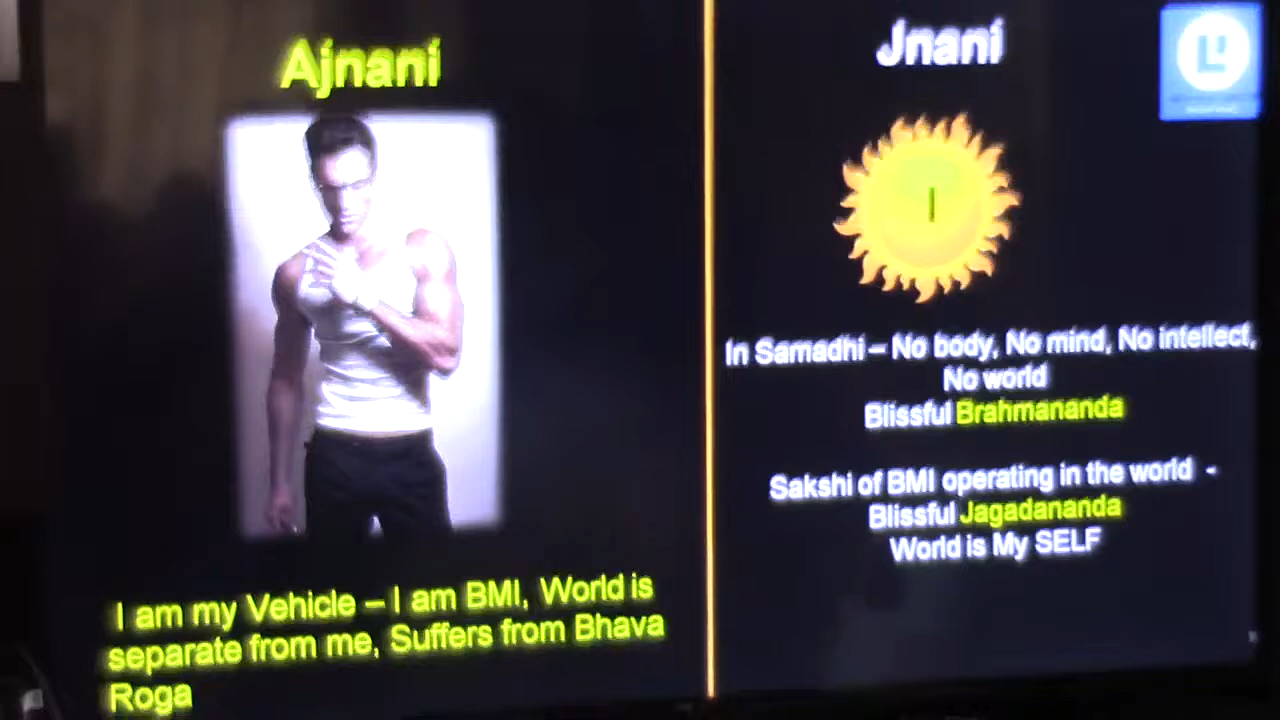 Ajnani
I am my Vehicle – I am BMI, World is
separate from me, Suffers from Bhava
Roga
Jnani
I
In Samadhi – No body, No mind, No intellect,
No world
Blissful Brahmananda
Sakshi of BMI operating in the world -
Blissful Jagadananda
World is My SELF